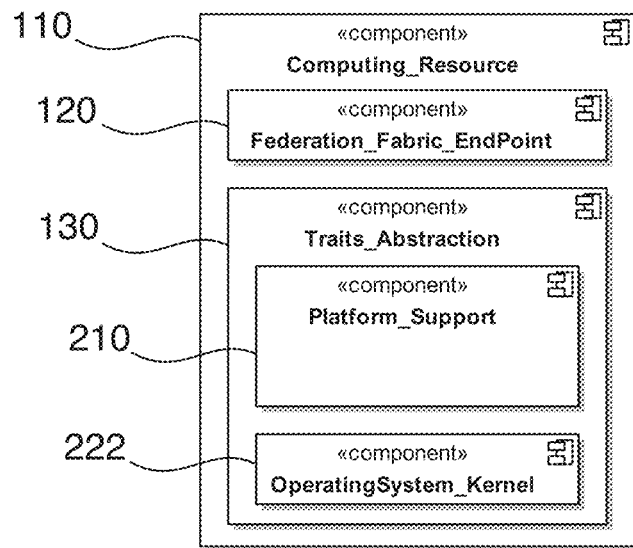 110
«component»
Computing_Resource
120
«component»
Federation_Fabric_EndPoint
130
«component»
Traits_Abstraction
«component»
Platform_Support
210
222
«component»
OperatingSystem_Kernel